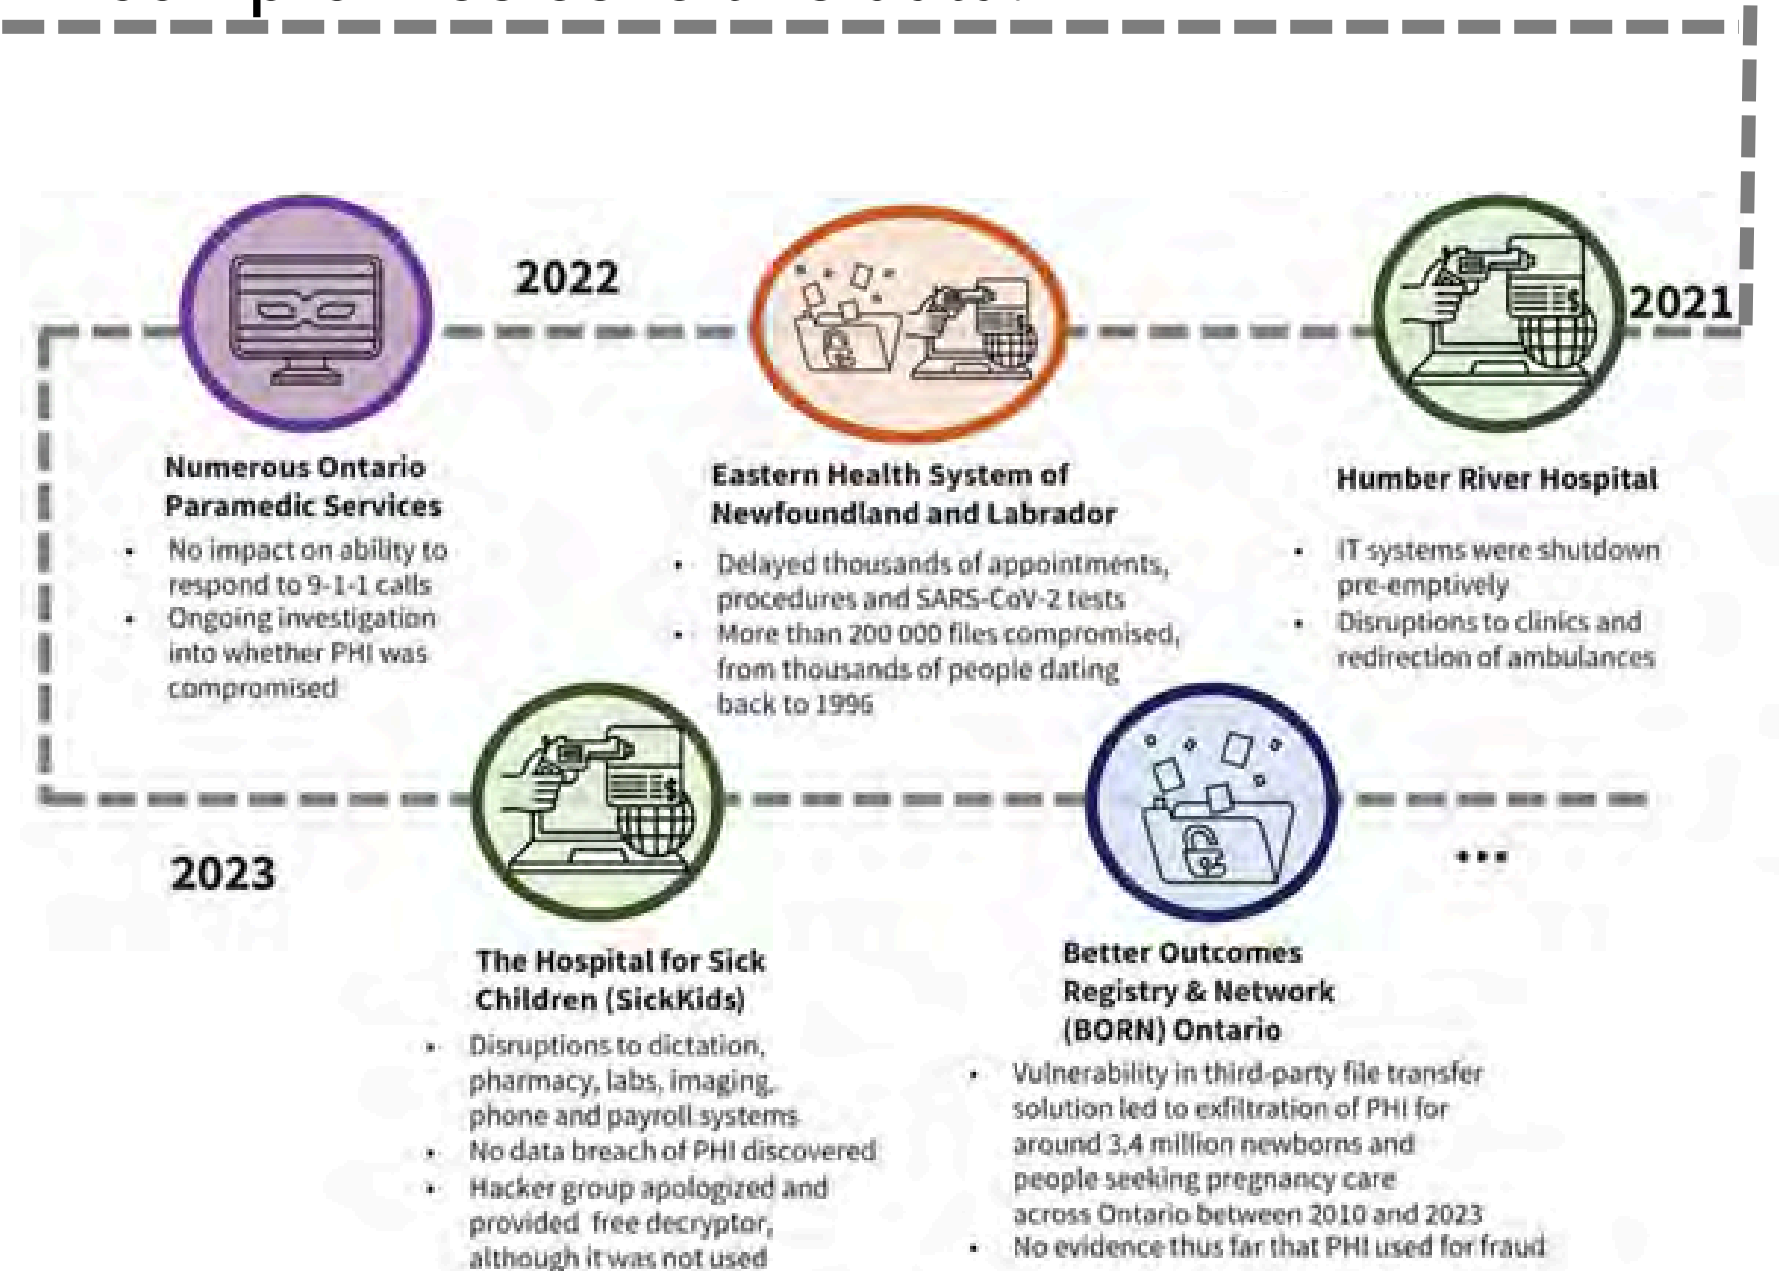 2022
2021
Numerous Ontario
Paramedic Services
• No impact on ability to
respond to 9-1-1 calls
• Ongoing investigation
into whether PHI was
compromised
Eastern Health System of
Newfoundland and Labrador
• Delayed thousands of appointments,
procedures and SARS-CoV-2 tests
• More than 200 000 files compromised,
from thousands of people dating
back to 1996
Humber River Hospital
• IT systems were shutdown
pre-emptively
• Disruptions to clinics and
redirection of ambulances
2023
...
The Hospital for Sick
Children (SickKids)
• Disruptions to dictation,
pharmacy, labs, imaging,
phone and payroll systems
• No data breach of PHI discovered
• Hacker group apologized and
provided free decryptor,
although it was not used
Better Outcomes
Registry & Network
(BORN) Ontario
• Vulnerability in third-party file transfer
solution led to exfiltration of PHI for
around 3.4 million newborns and
people seeking pregnancy care
across Ontario between 2010 and 2023
• No evidence thus far that PHI used for fraud